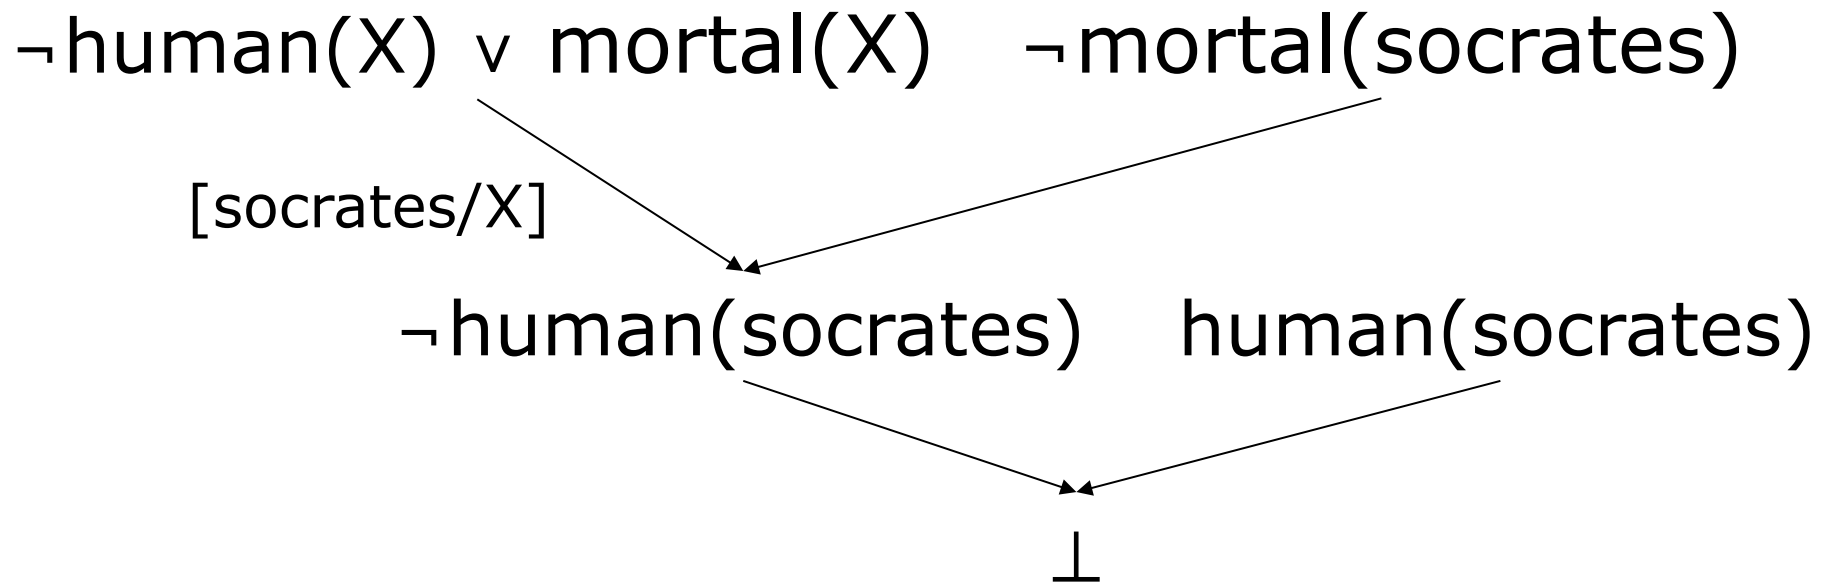 ¬human(X) ∨ mortal(X) ¬mortal(socrates)
[socrates/X]
¬human(socrates) human(socrates)
⊥